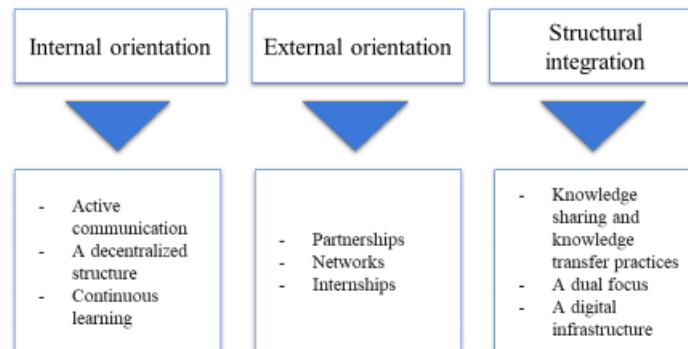 Internal orientation
External orientation
Structural
integration
- Active
communication
- A decentralized
structure
- Continuous
learning
- Partnerships
- Networks
- Internships
- Knowledge
sharing and
knowledge
transfer practices
- A dual focus
- A digital
infrastructure